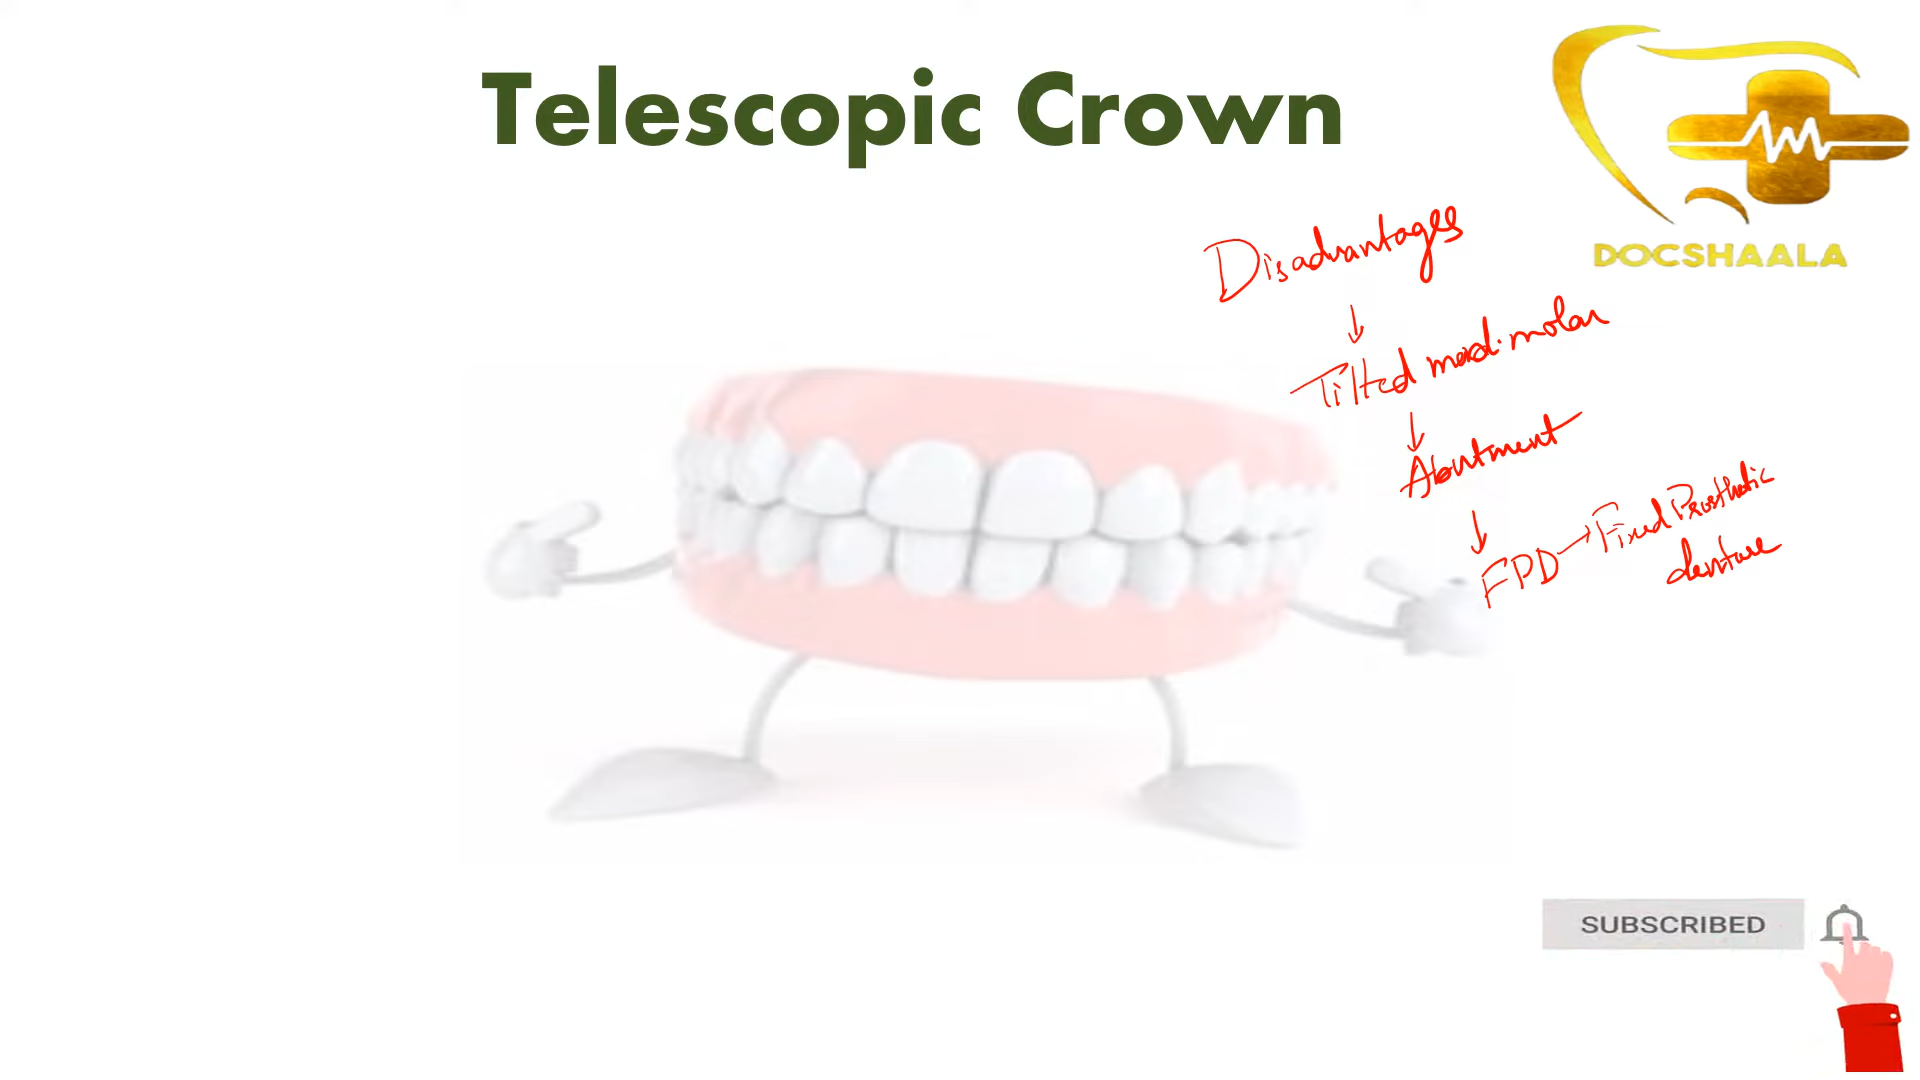 Telescopic Crown
DOCSHAALA
Disadvantages
↓
Tilted mand. molar
↓
Abutment
↓
FPD → Fixed Prosthetic
denture
SUBSCRIBED